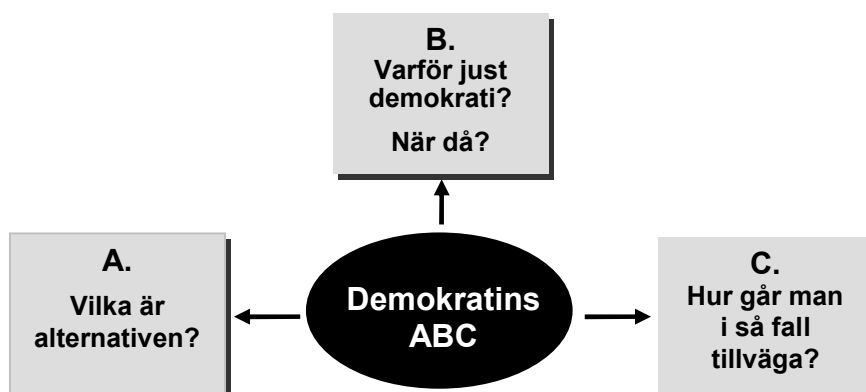 B.
Varför just
demokrati?
När då?
A.
Vilka är
alternativen?
Demokratins
ABC
C.
Hur går man
i så fall
tillväga?